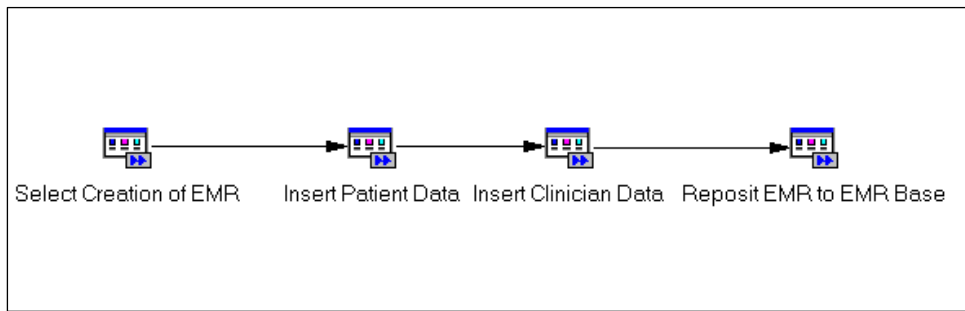 Select Creation of EMR
Insert Patient Data
Insert Clinician Data
Reposit EMR to EMR Base